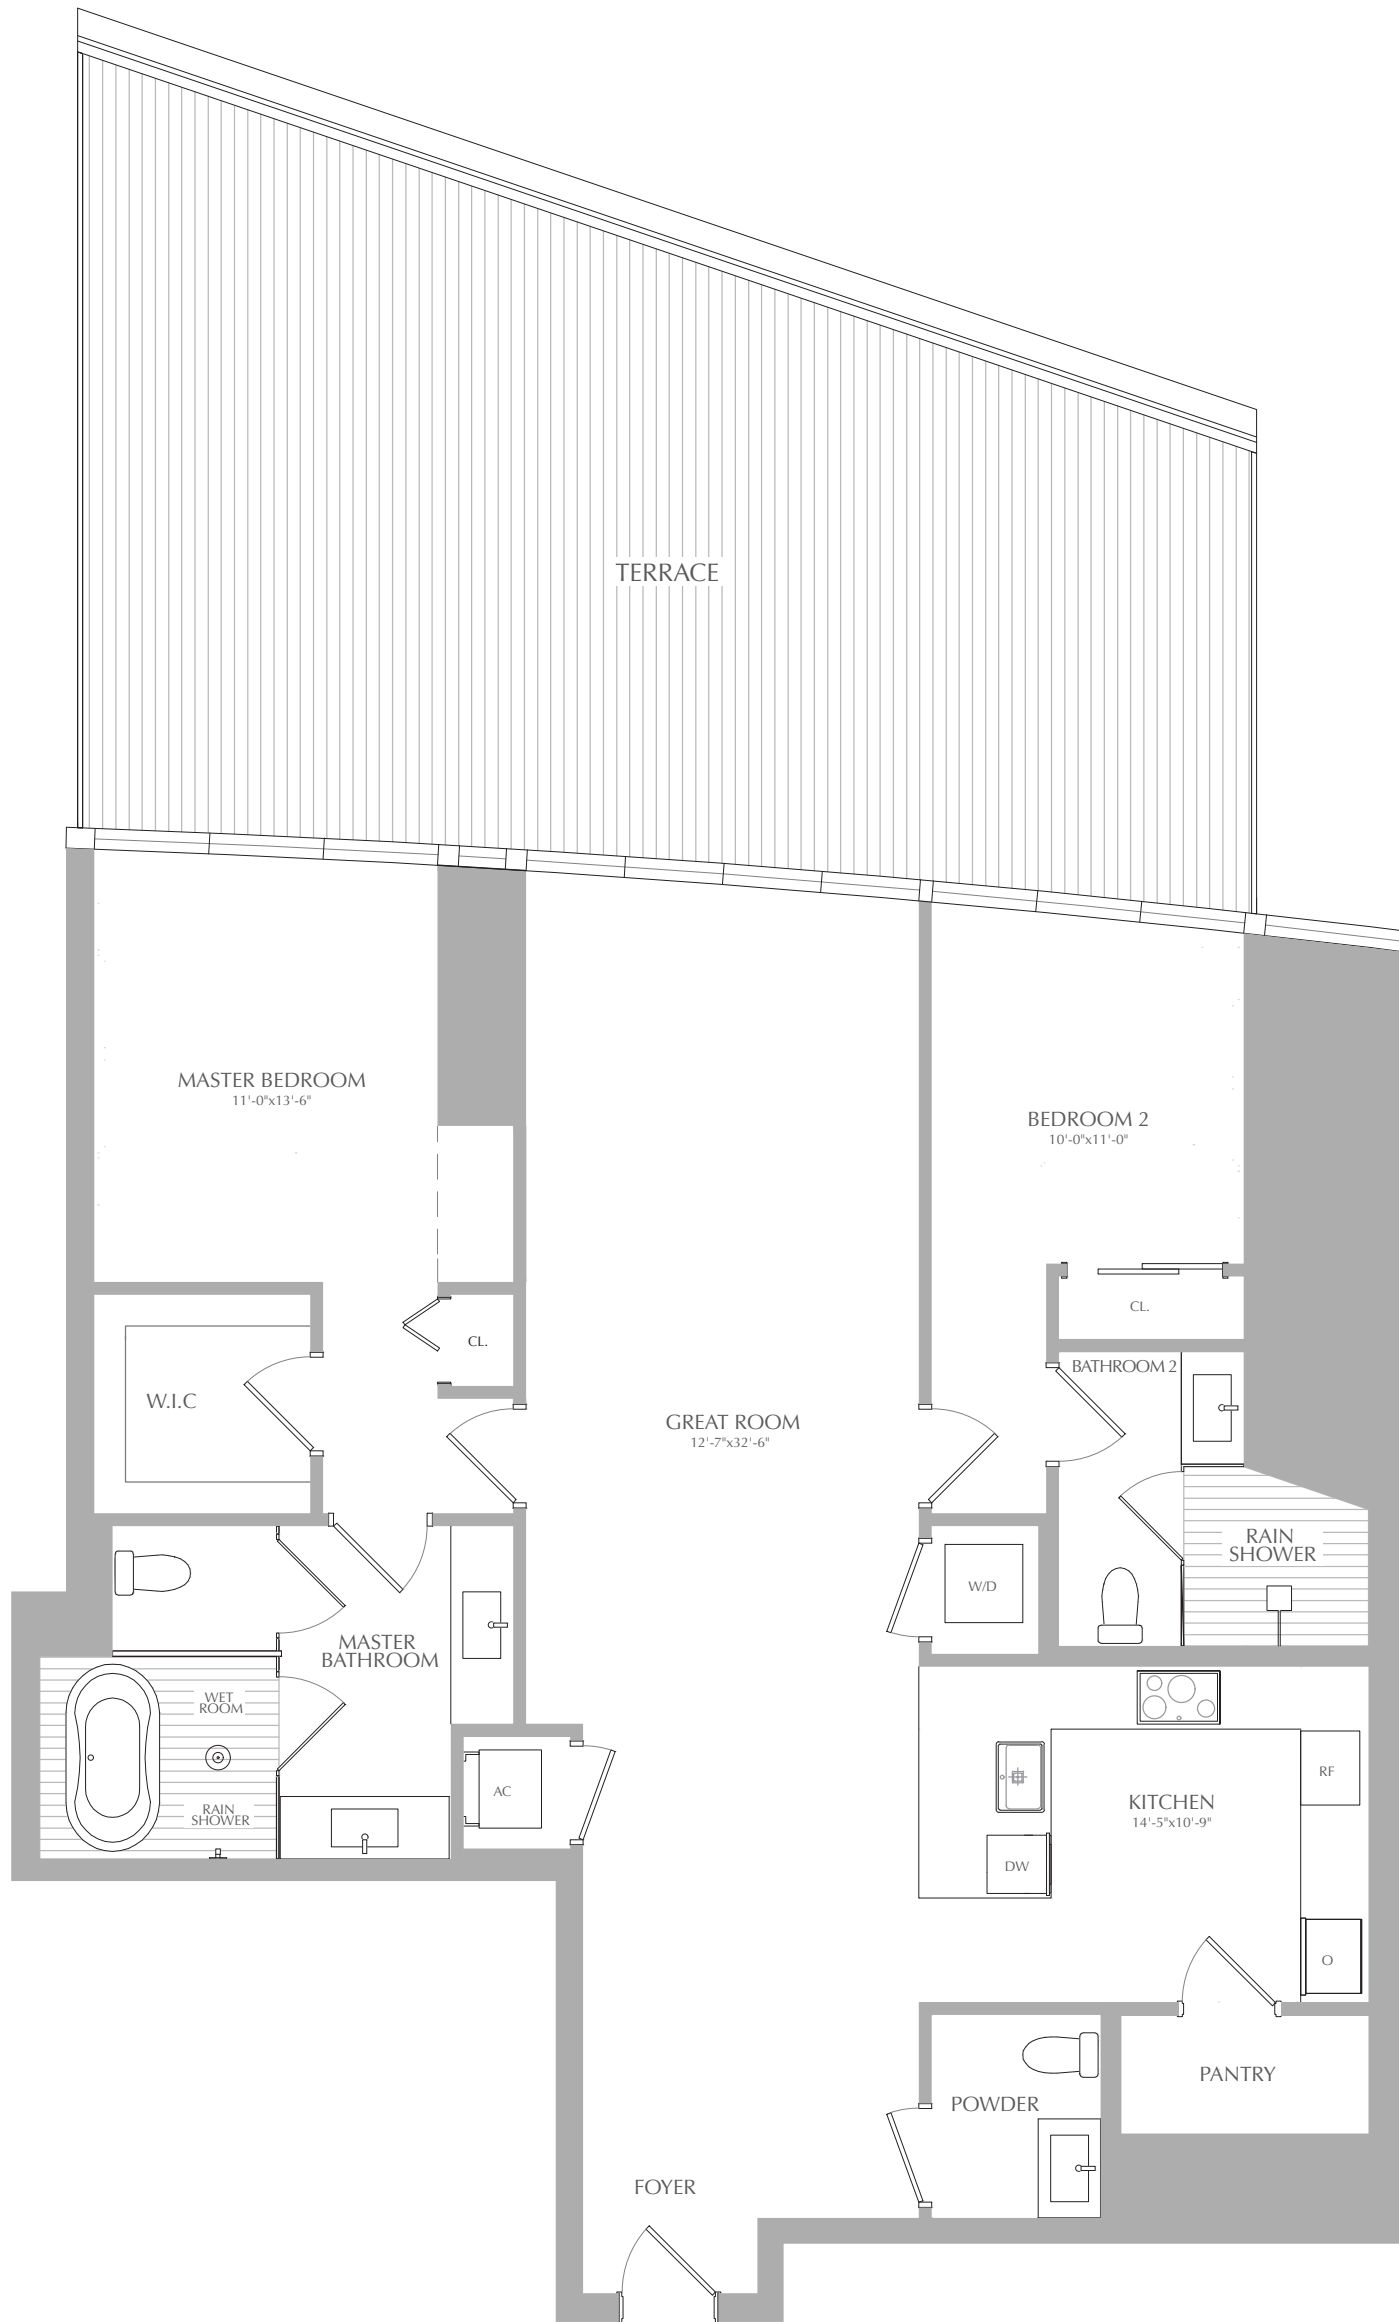 TERRACE
MASTER BEDROOM
11'-0"x13'-6"
BEDROOM 2
10'-0"x11'-0"
CL.
CL.
BATHROOM 2
W.I.C
GREAT ROOM
12'-7"x32'-6"
RAIN
SHOWER
W/D
MASTER
BATHROOM
WET
ROOM
RAIN
SHOWER
AC
RF
KITCHEN
14'-5"x10'-9"
DW
O
PANTRY
POWDER
FOYER